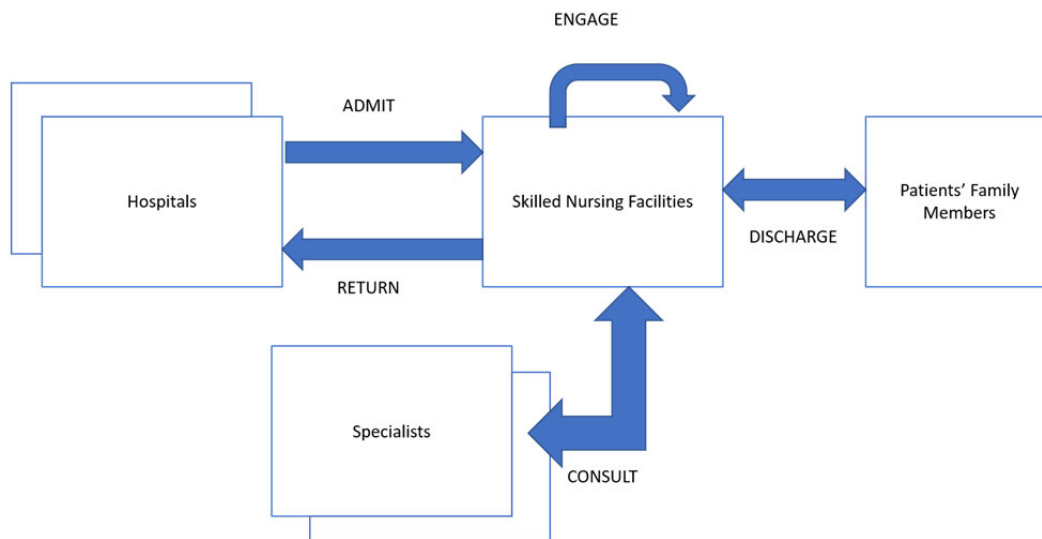 ENGAGE
ADMIT
Hospitals
Skilled Nursing Facilities
Patients’ Family
Members
DISCHARGE
RETURN
Specialists
CONSULT